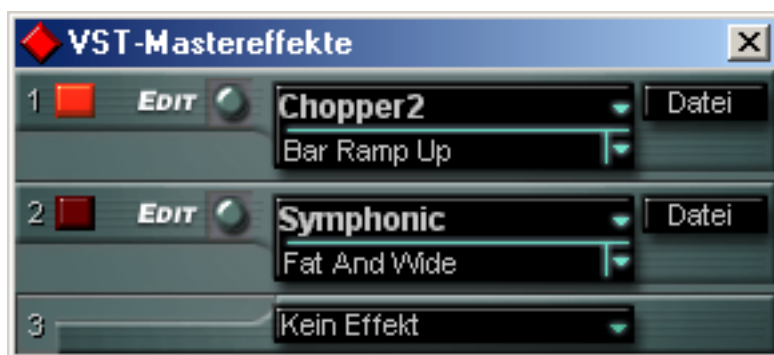 VST-Mastereffekte
1 EDIT Chopper2 Datei
Bar Ramp Up
2 EDIT Symphonic Datei
Fat And Wide
3 Kein Effekt